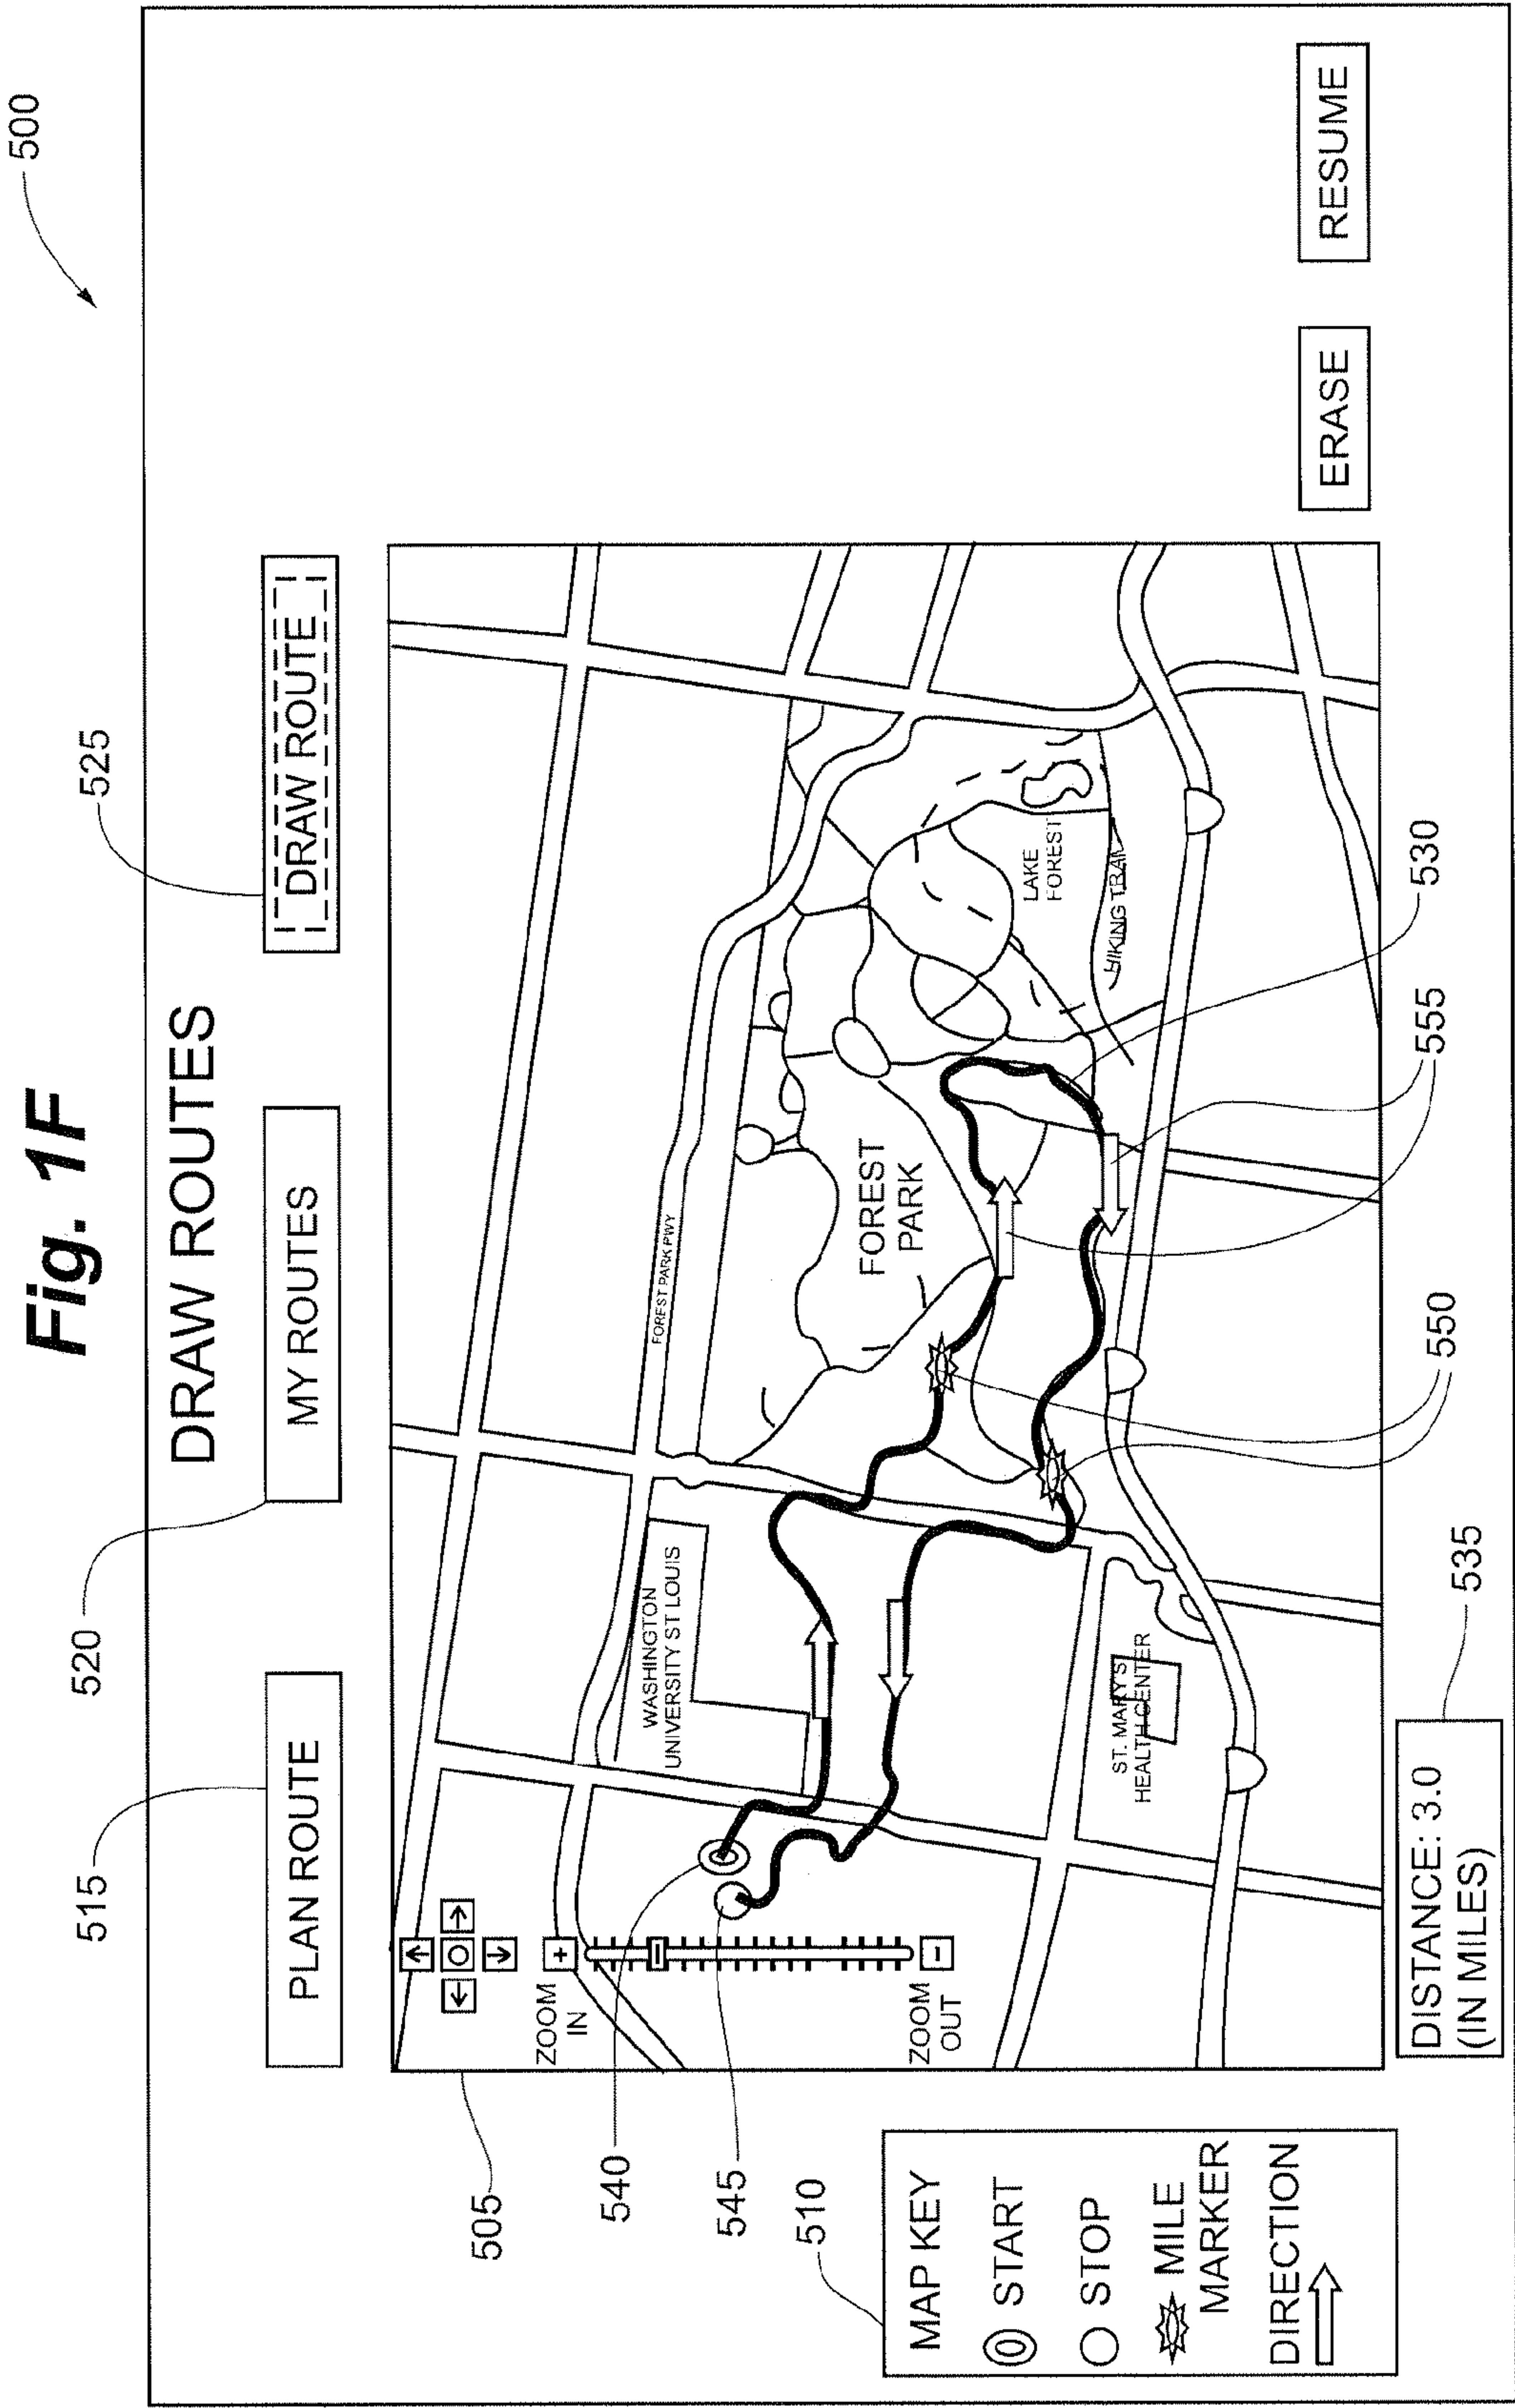 Fig. 1F
500
DRAW ROUTES
515
520
525
PLAN ROUTE
MY ROUTES
DRAW ROUTE
505
540
545
510
MAP KEY
START
STOP
MILE
MARKER
DIRECTION
ZOOM
IN
+
ZOOM
OUT
−
FOREST PARK PWY
WASHINGTON
UNIVERSITY ST LOUIS
FOREST
PARK
LAKE
FOREST
HIKING TRAIL
ST. MARY'S
HEALTH CENTER
DISTANCE: 3.0
(IN MILES)
535
550
555
530
ERASE
RESUME